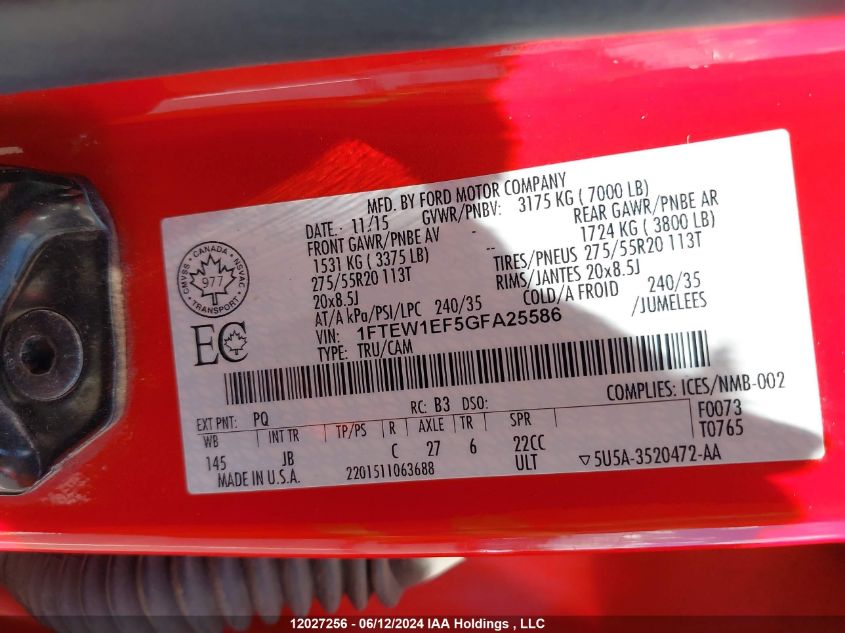 MFD. BY FORD MOTOR COMPANY
DATE. 11/15 GVWR/PNBV: 3175 KG ( 7000 LB)
FRONT GAWR/PNBE AV - REAR GAWR/PNBE AR
1531 KG ( 3375 LB) -- 1724 KG ( 3800 LB)
275/55R20 113T TIRES/PNEUS 275/55R20 113T
20x8.5J RIMS/JANTES 20x8.5J
AT/A kPa/PSI/LPC 240/35 COLD/A FROID 240/35
VIN: 1FTEW1EF5GFA25586 /JUMELEES
TYPE: TRU/CAM
CMVSS · CANADA · NSVAC
977
TRANSPORT
EC
COMPLIES: ICES/NMB-002
EXT PNT: PQ RC: B3 DSO: F0073
WB INT TR TP/PS R AXLE TR SPR T0765
145 JB C 27 6 22CC
ULT
MADE IN U.S.A. 2201511063688 ▽5U5A-3520472-AA
12027256 - 06/12/2024 IAA Holdings , LLC